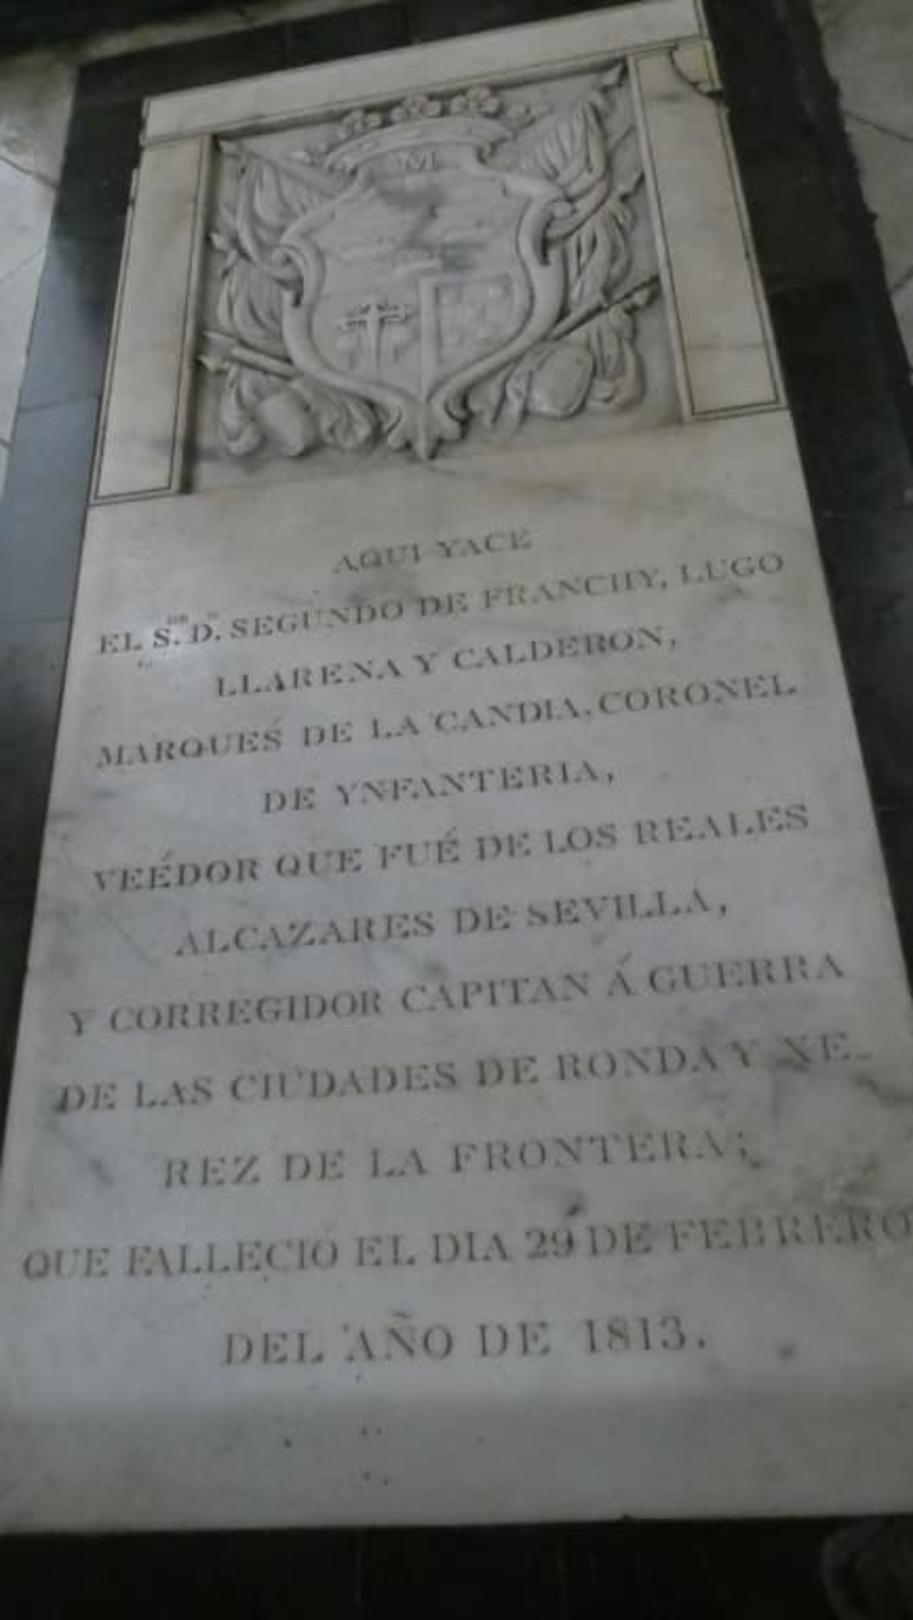 AQUI YACE
EL S.ᵒʳ D.ⁿ SEGUNDO DE FRANCHY, LUGO
LLARENA Y CALDERON,
MARQUÉS DE LA CANDIA, CORONEL
DE YNFANTERIA,
VEÉDOR QUE FUÉ DE LOS REALES
ALCAZARES DE SEVILLA,
Y CORREGIDOR CAPITAN Á GUERRA
DE LAS CIUDADES DE RONDA Y XE-
REZ DE LA FRONTERA;
QUE FALLECIÓ EL DIA 29 DE FEBRERO
DEL AÑO DE 1813.